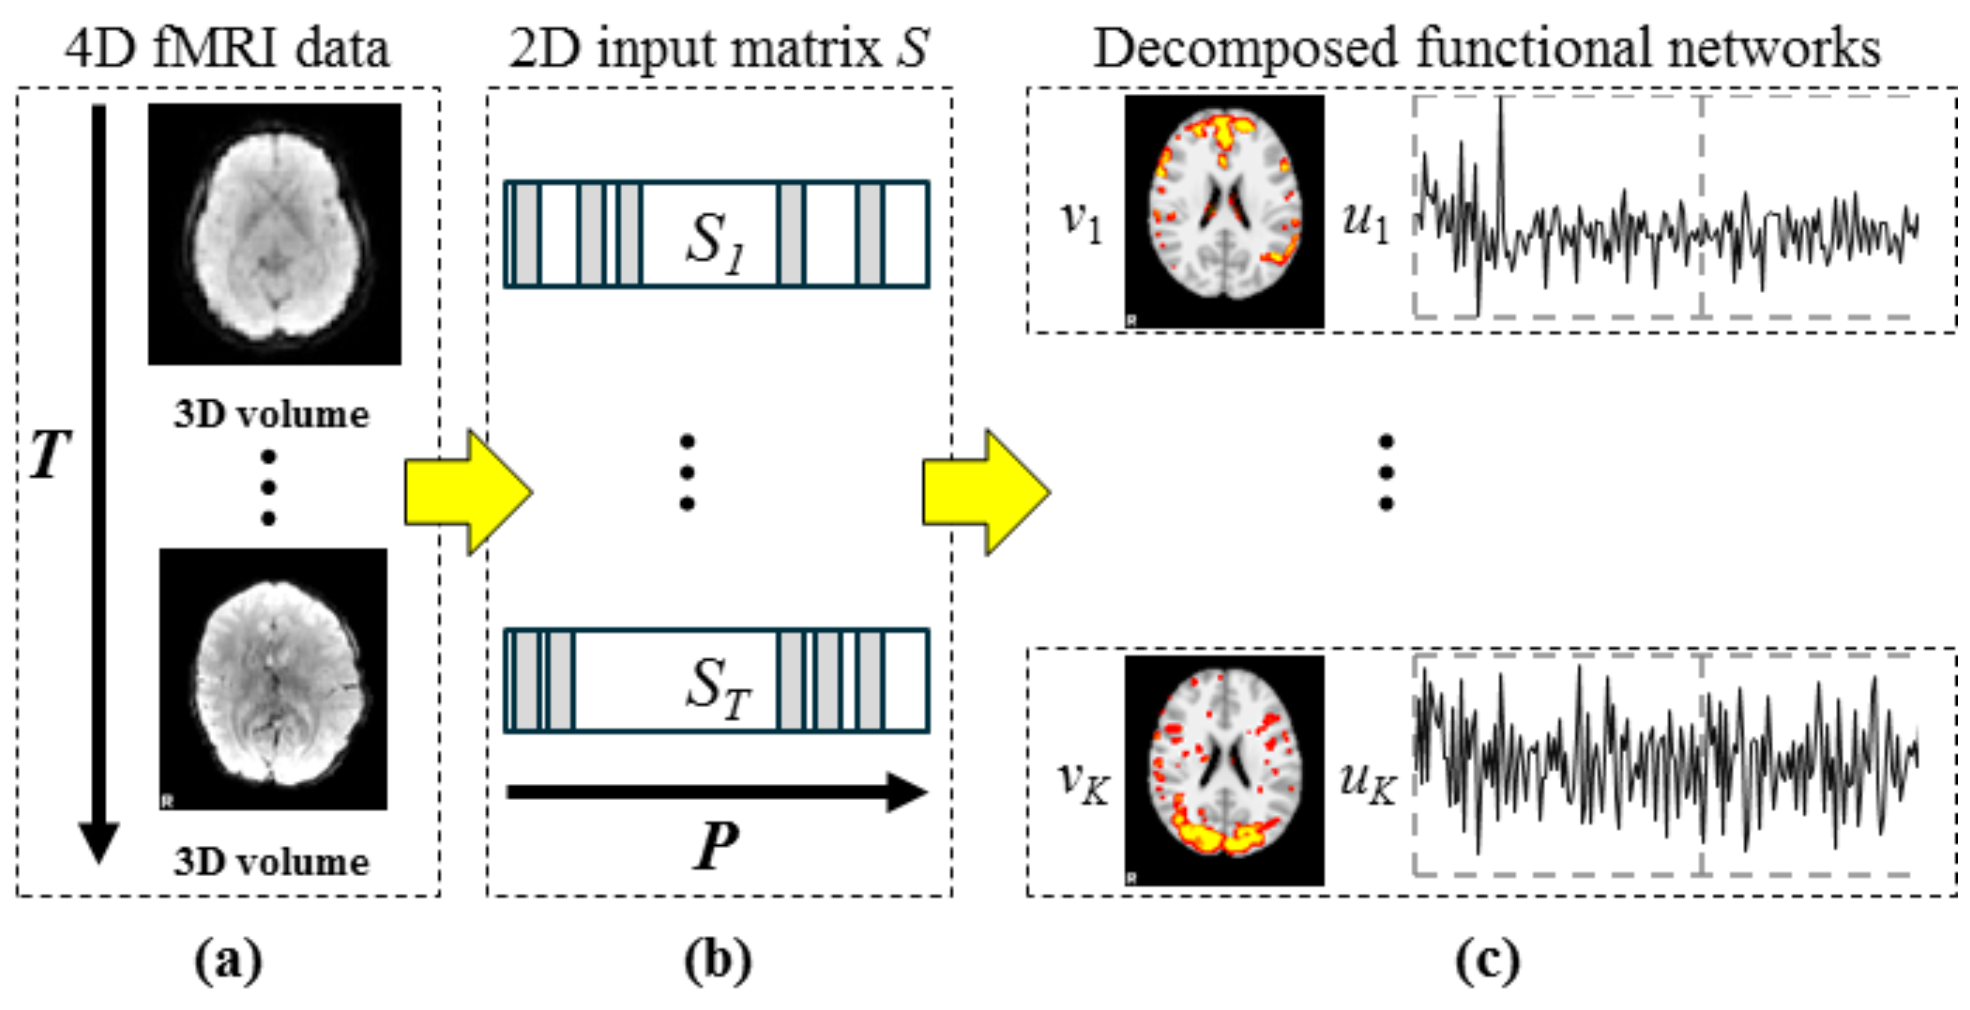 4D fMRI data
2D input matrix S
Decomposed functional networks
T
3D volume
R
3D volume
S1
ST
P
v1
R
u1
vK
R
uK
(a)
(b)
(c)